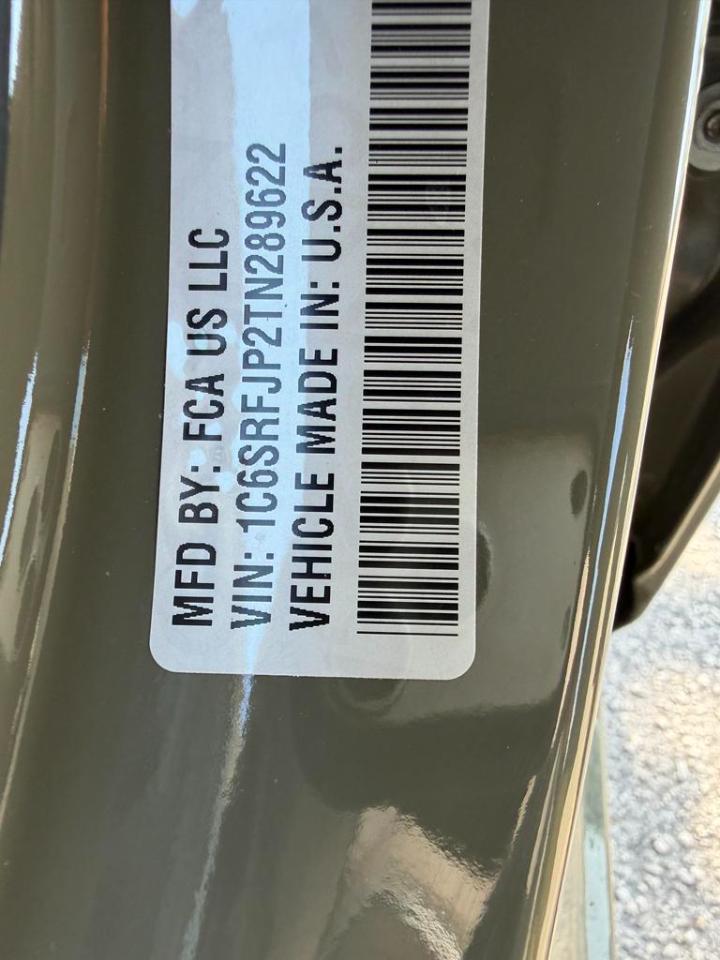 MFD BY: FCA US LLC
VIN: 1C6SRFJP2TN289622
VEHICLE MADE IN: U.S.A.